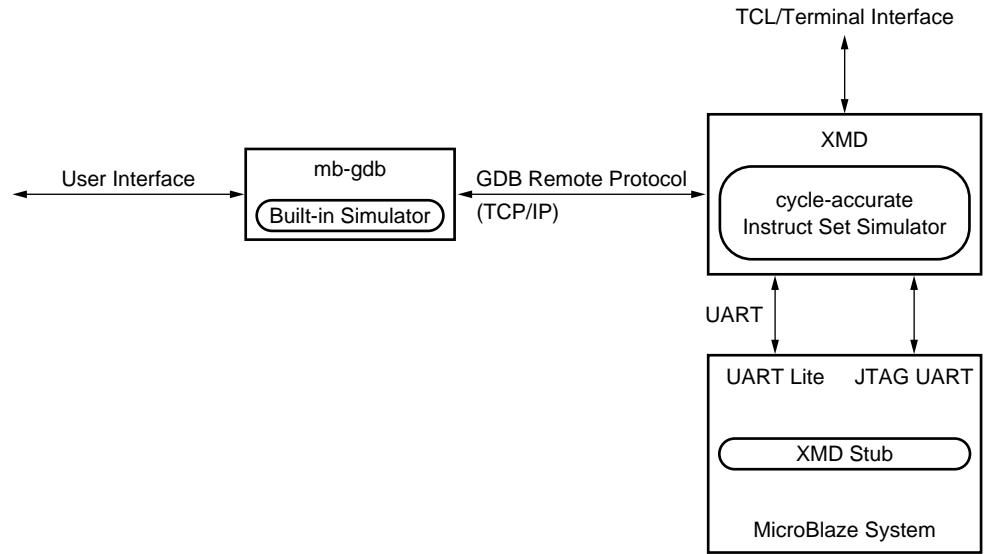 TCL/Terminal Interface
XMD
cycle-accurate
Instruct Set Simulator
User Interface
mb-gdb
Built-in Simulator
GDB Remote Protocol
(TCP/IP)
UART
UART Lite
JTAG UART
XMD Stub
MicroBlaze System